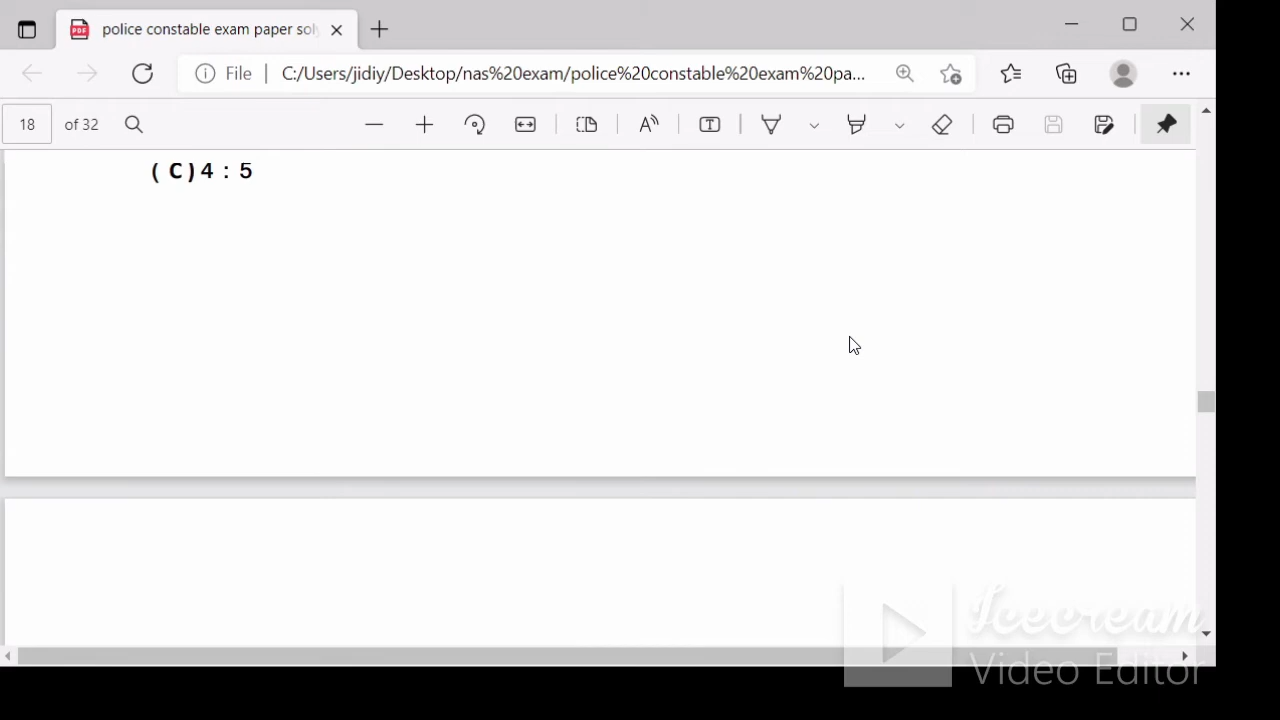 police constable exam paper sol
File
C:/Users/jidiy/Desktop/nas%20exam/police%20constable%20exam%20pa...
18 of 32
( C ) 4 : 5
Icecream
Video Editor